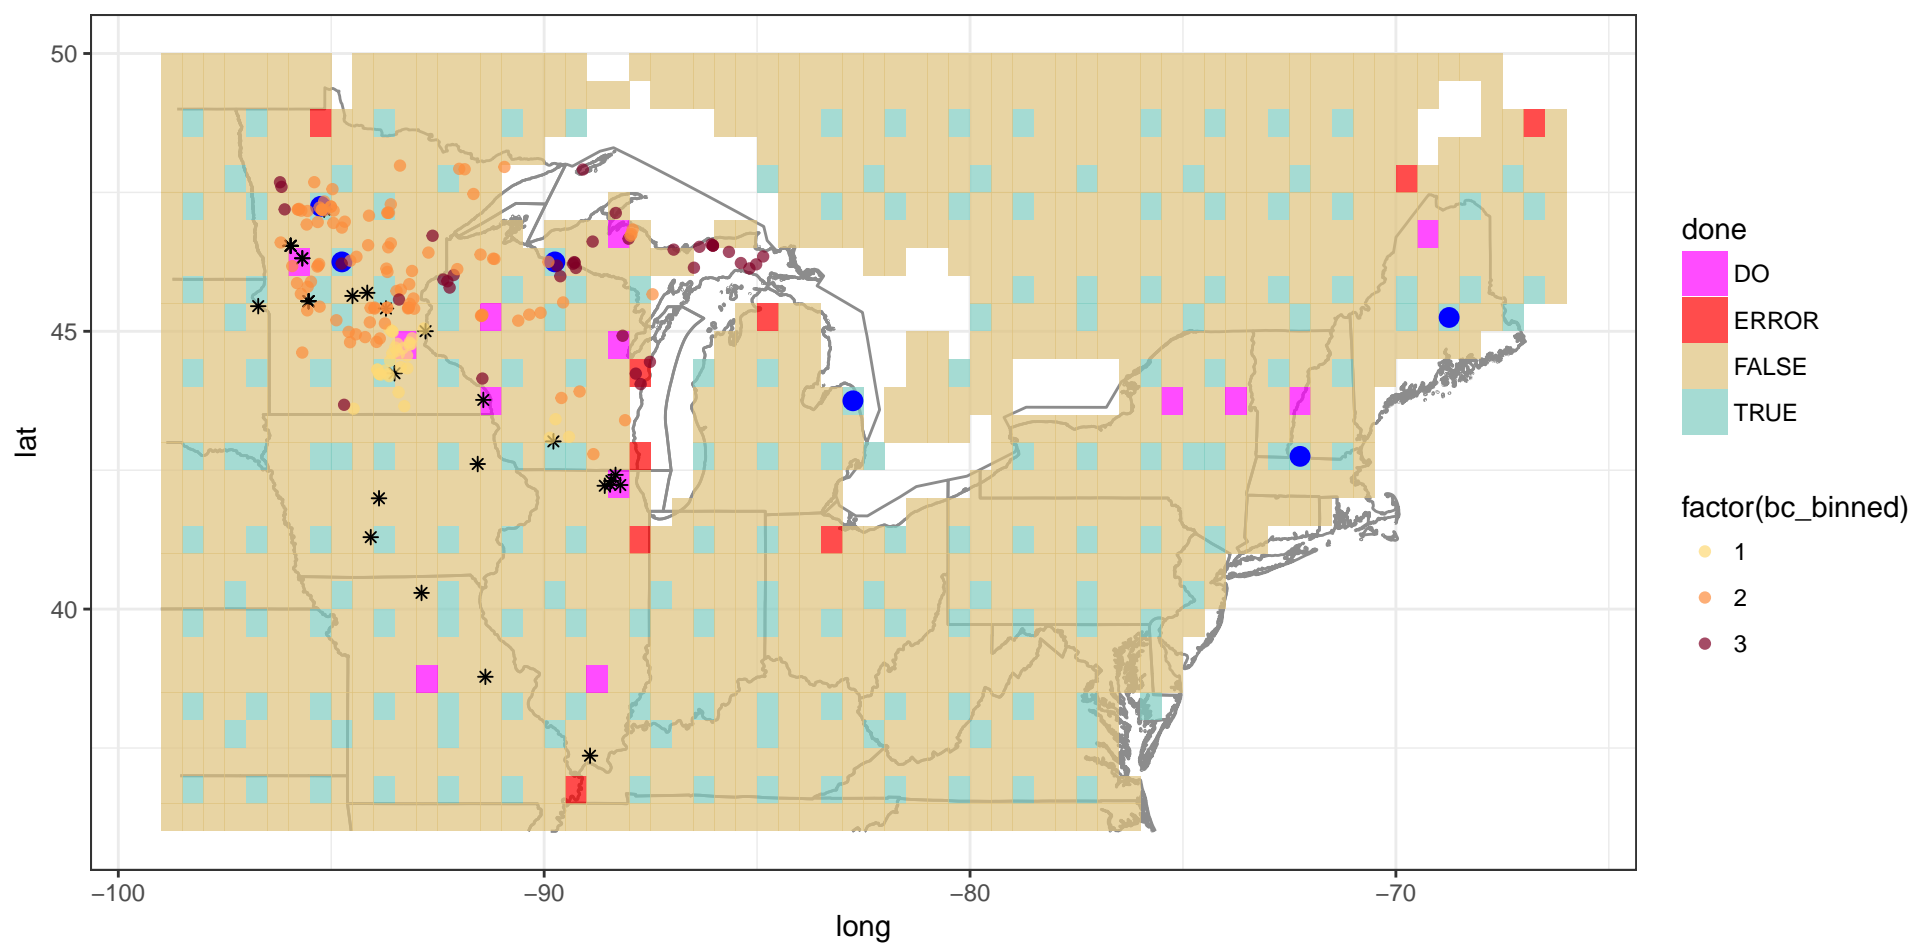 50
45
40
lat
−100
−90
−80
−70
long
done
DO
ERROR
FALSE
TRUE
factor(bc_binned)
1
2
3